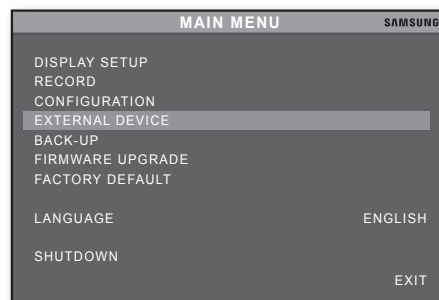 MAIN MENU SAMSUNG
DISPLAY SETUP
RECORD
CONFIGURATION
EXTERNAL DEVICE
BACK-UP
FIRMWARE UPGRADE
FACTORY DEFAULT
LANGUAGE ENGLISH
SHUTDOWN
EXIT